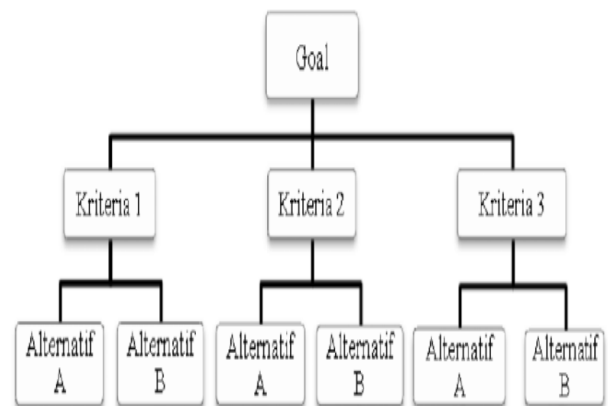 Goal
Kriteria 1
Kriteria 2
Kriteria 3
Alternatif
A
Alternatif
B
Alternatif
A
Alternatif
B
Alternatif
A
Alternatif
B